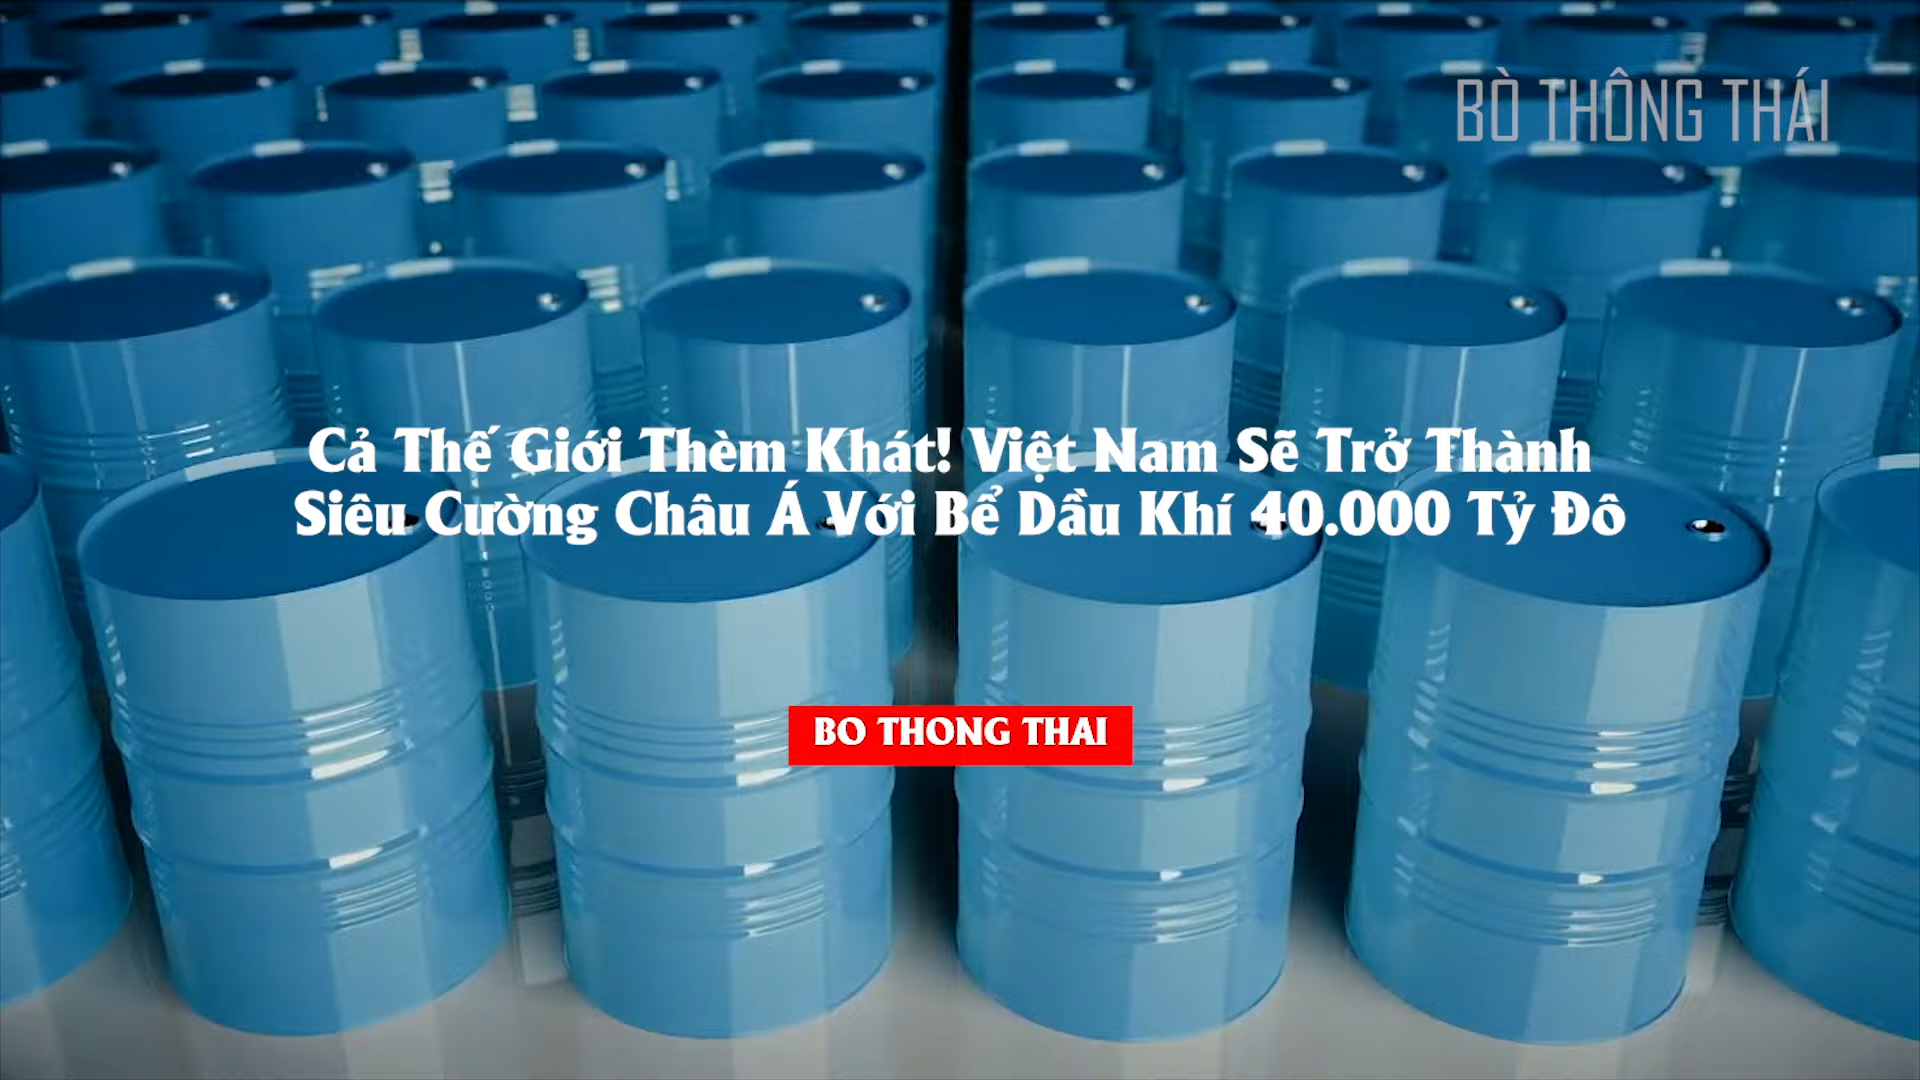 BÒ THÔNG THÁI
Cả Thế Giới Thèm Khát! Việt Nam Sẽ Trở Thành
Siêu Cường Châu Á Với Bể Dầu Khí 40.000 Tỷ Đô
BO THONG THAI